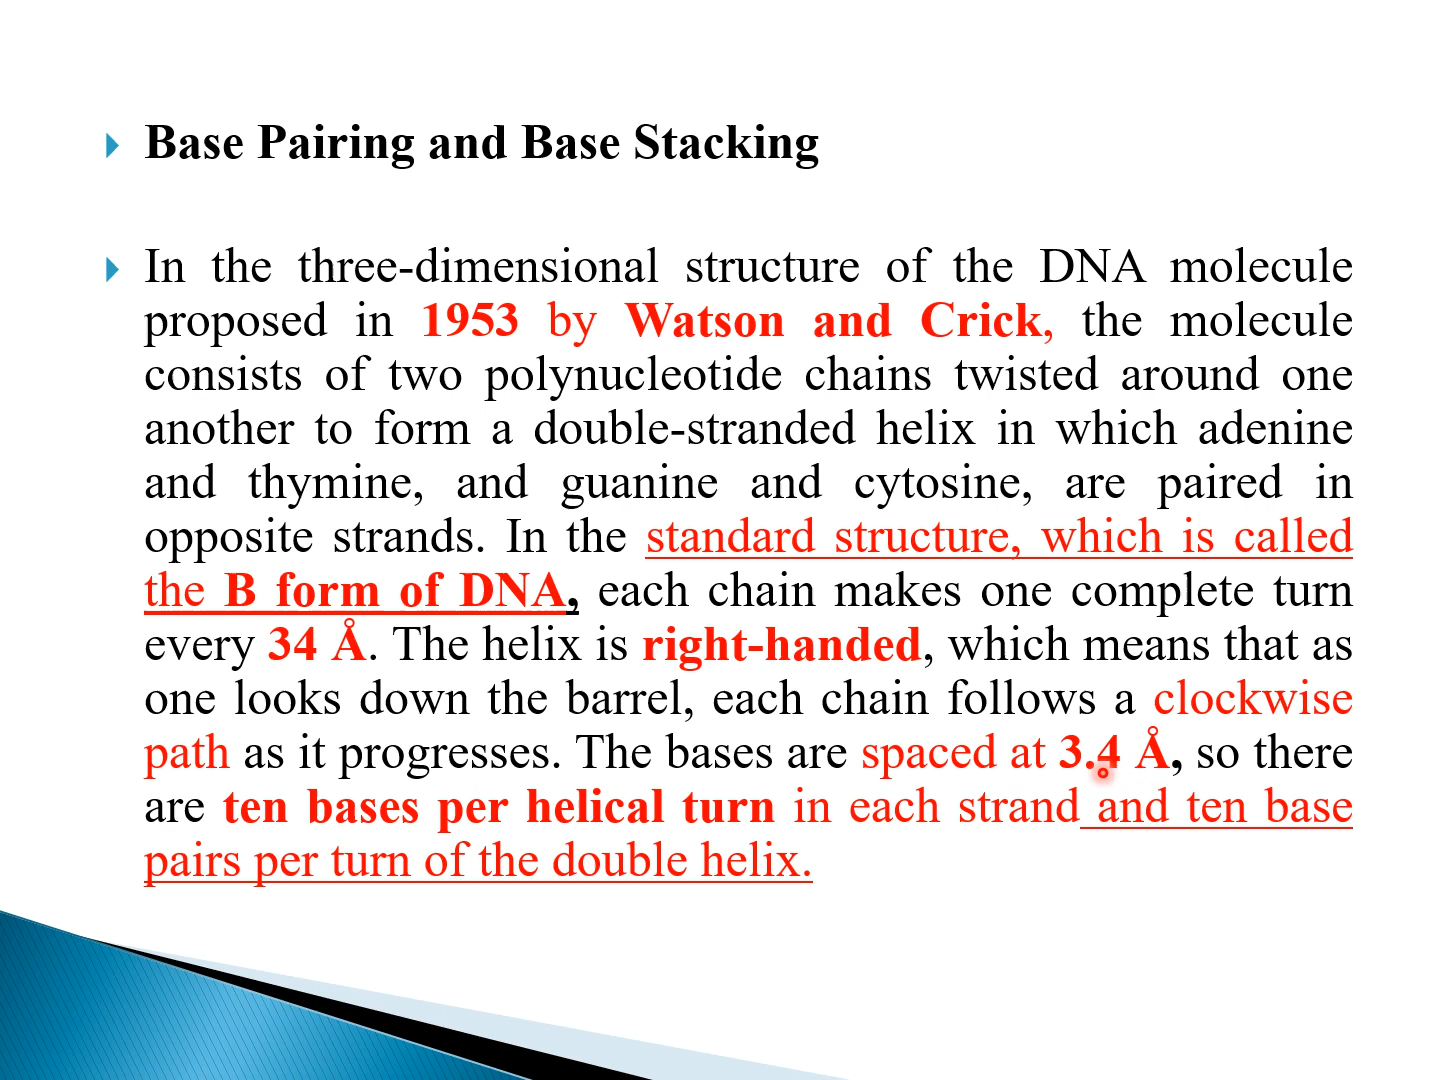 Base Pairing and Base Stacking
In the three-dimensional structure of the DNA molecule
proposed in 1953 by Watson and Crick, the molecule
consists of two polynucleotide chains twisted around one
another to form a double-stranded helix in which adenine
and thymine, and guanine and cytosine, are paired in
opposite strands. In the standard structure, which is called
the B form of DNA, each chain makes one complete turn
every 34 Å. The helix is right-handed, which means that as
one looks down the barrel, each chain follows a clockwise
path as it progresses. The bases are spaced at 3.4 Å, so there
are ten bases per helical turn in each strand and ten base
pairs per turn of the double helix.